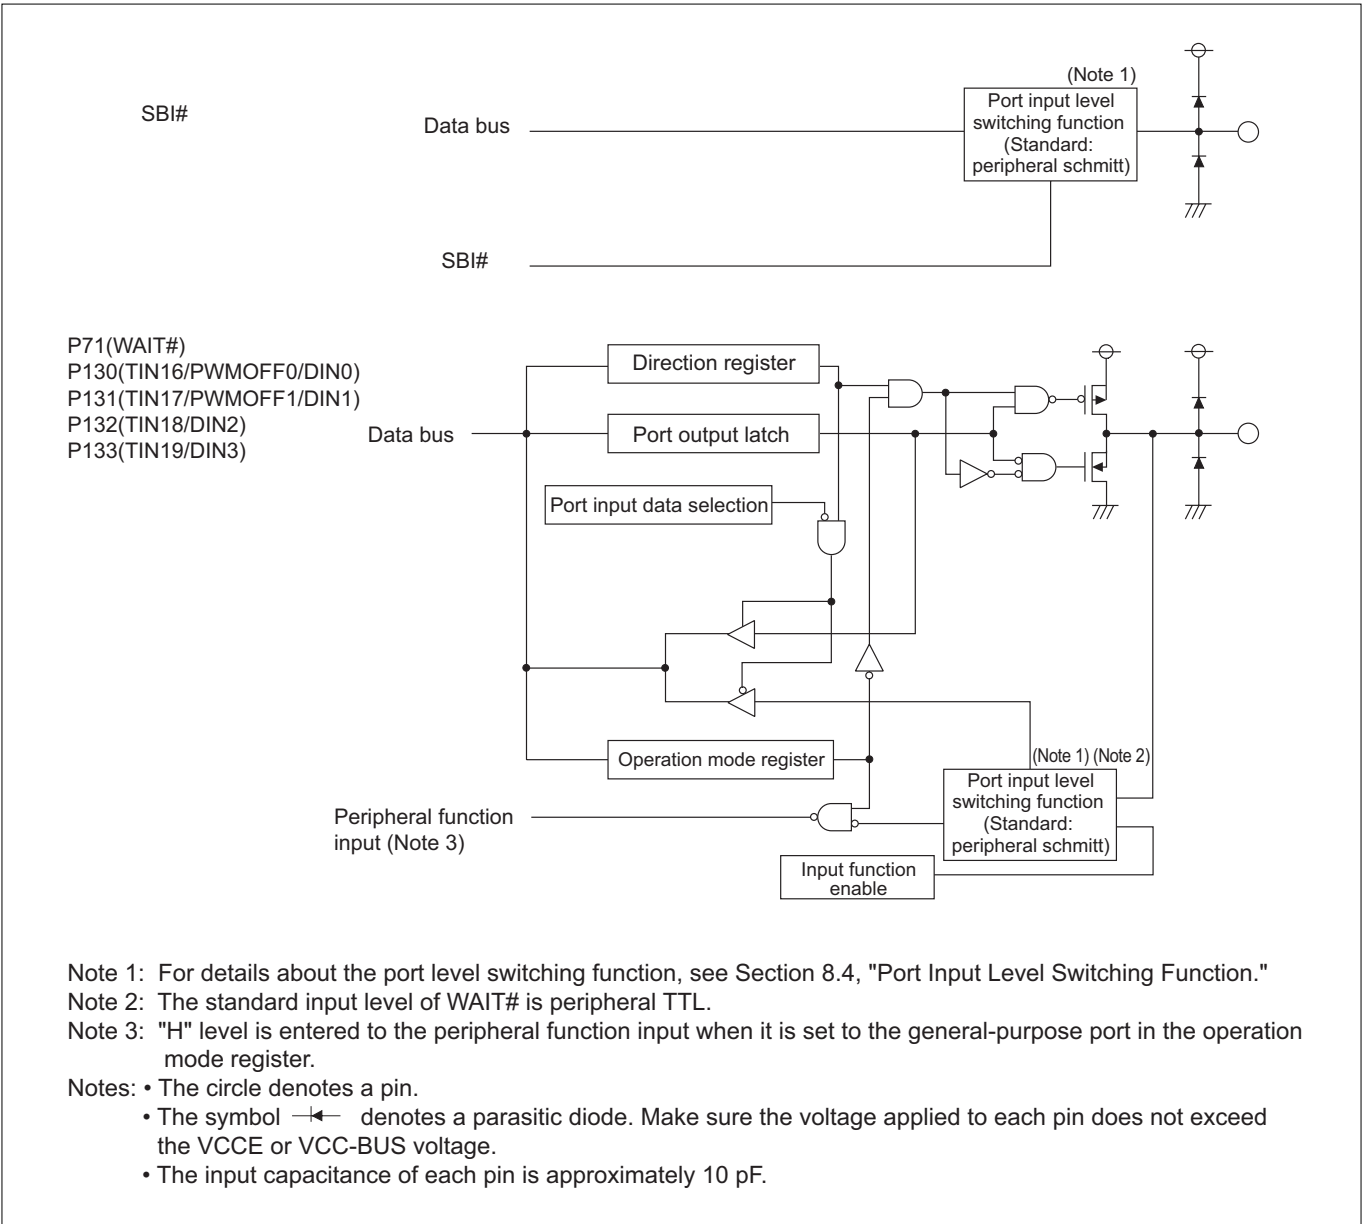 (Note 1)
SBI#
Data bus
Port input level
switching function
(Standard:
peripheral schmitt)
SBI#
P71(WAIT#)
P130(TIN16/PWMOFF0/DIN0)
P131(TIN17/PWMOFF1/DIN1)
P132(TIN18/DIN2)
P133(TIN19/DIN3)
Data bus
Direction register
Port output latch
Port input data selection
Operation mode register
(Note 1) (Note 2)
Port input level
switching function
(Standard:
peripheral schmitt)
Peripheral function
input (Note 3)
Input function
enable
Note 1: For details about the port level switching function, see Section 8.4, "Port Input Level Switching Function."
Note 2: The standard input level of WAIT# is peripheral TTL.
Note 3: "H" level is entered to the peripheral function input when it is set to the general-purpose port in the operation
mode register.
Notes: • The circle denotes a pin.
• The symbol denotes a parasitic diode. Make sure the voltage applied to each pin does not exceed
the VCCE or VCC-BUS voltage.
• The input capacitance of each pin is approximately 10 pF.